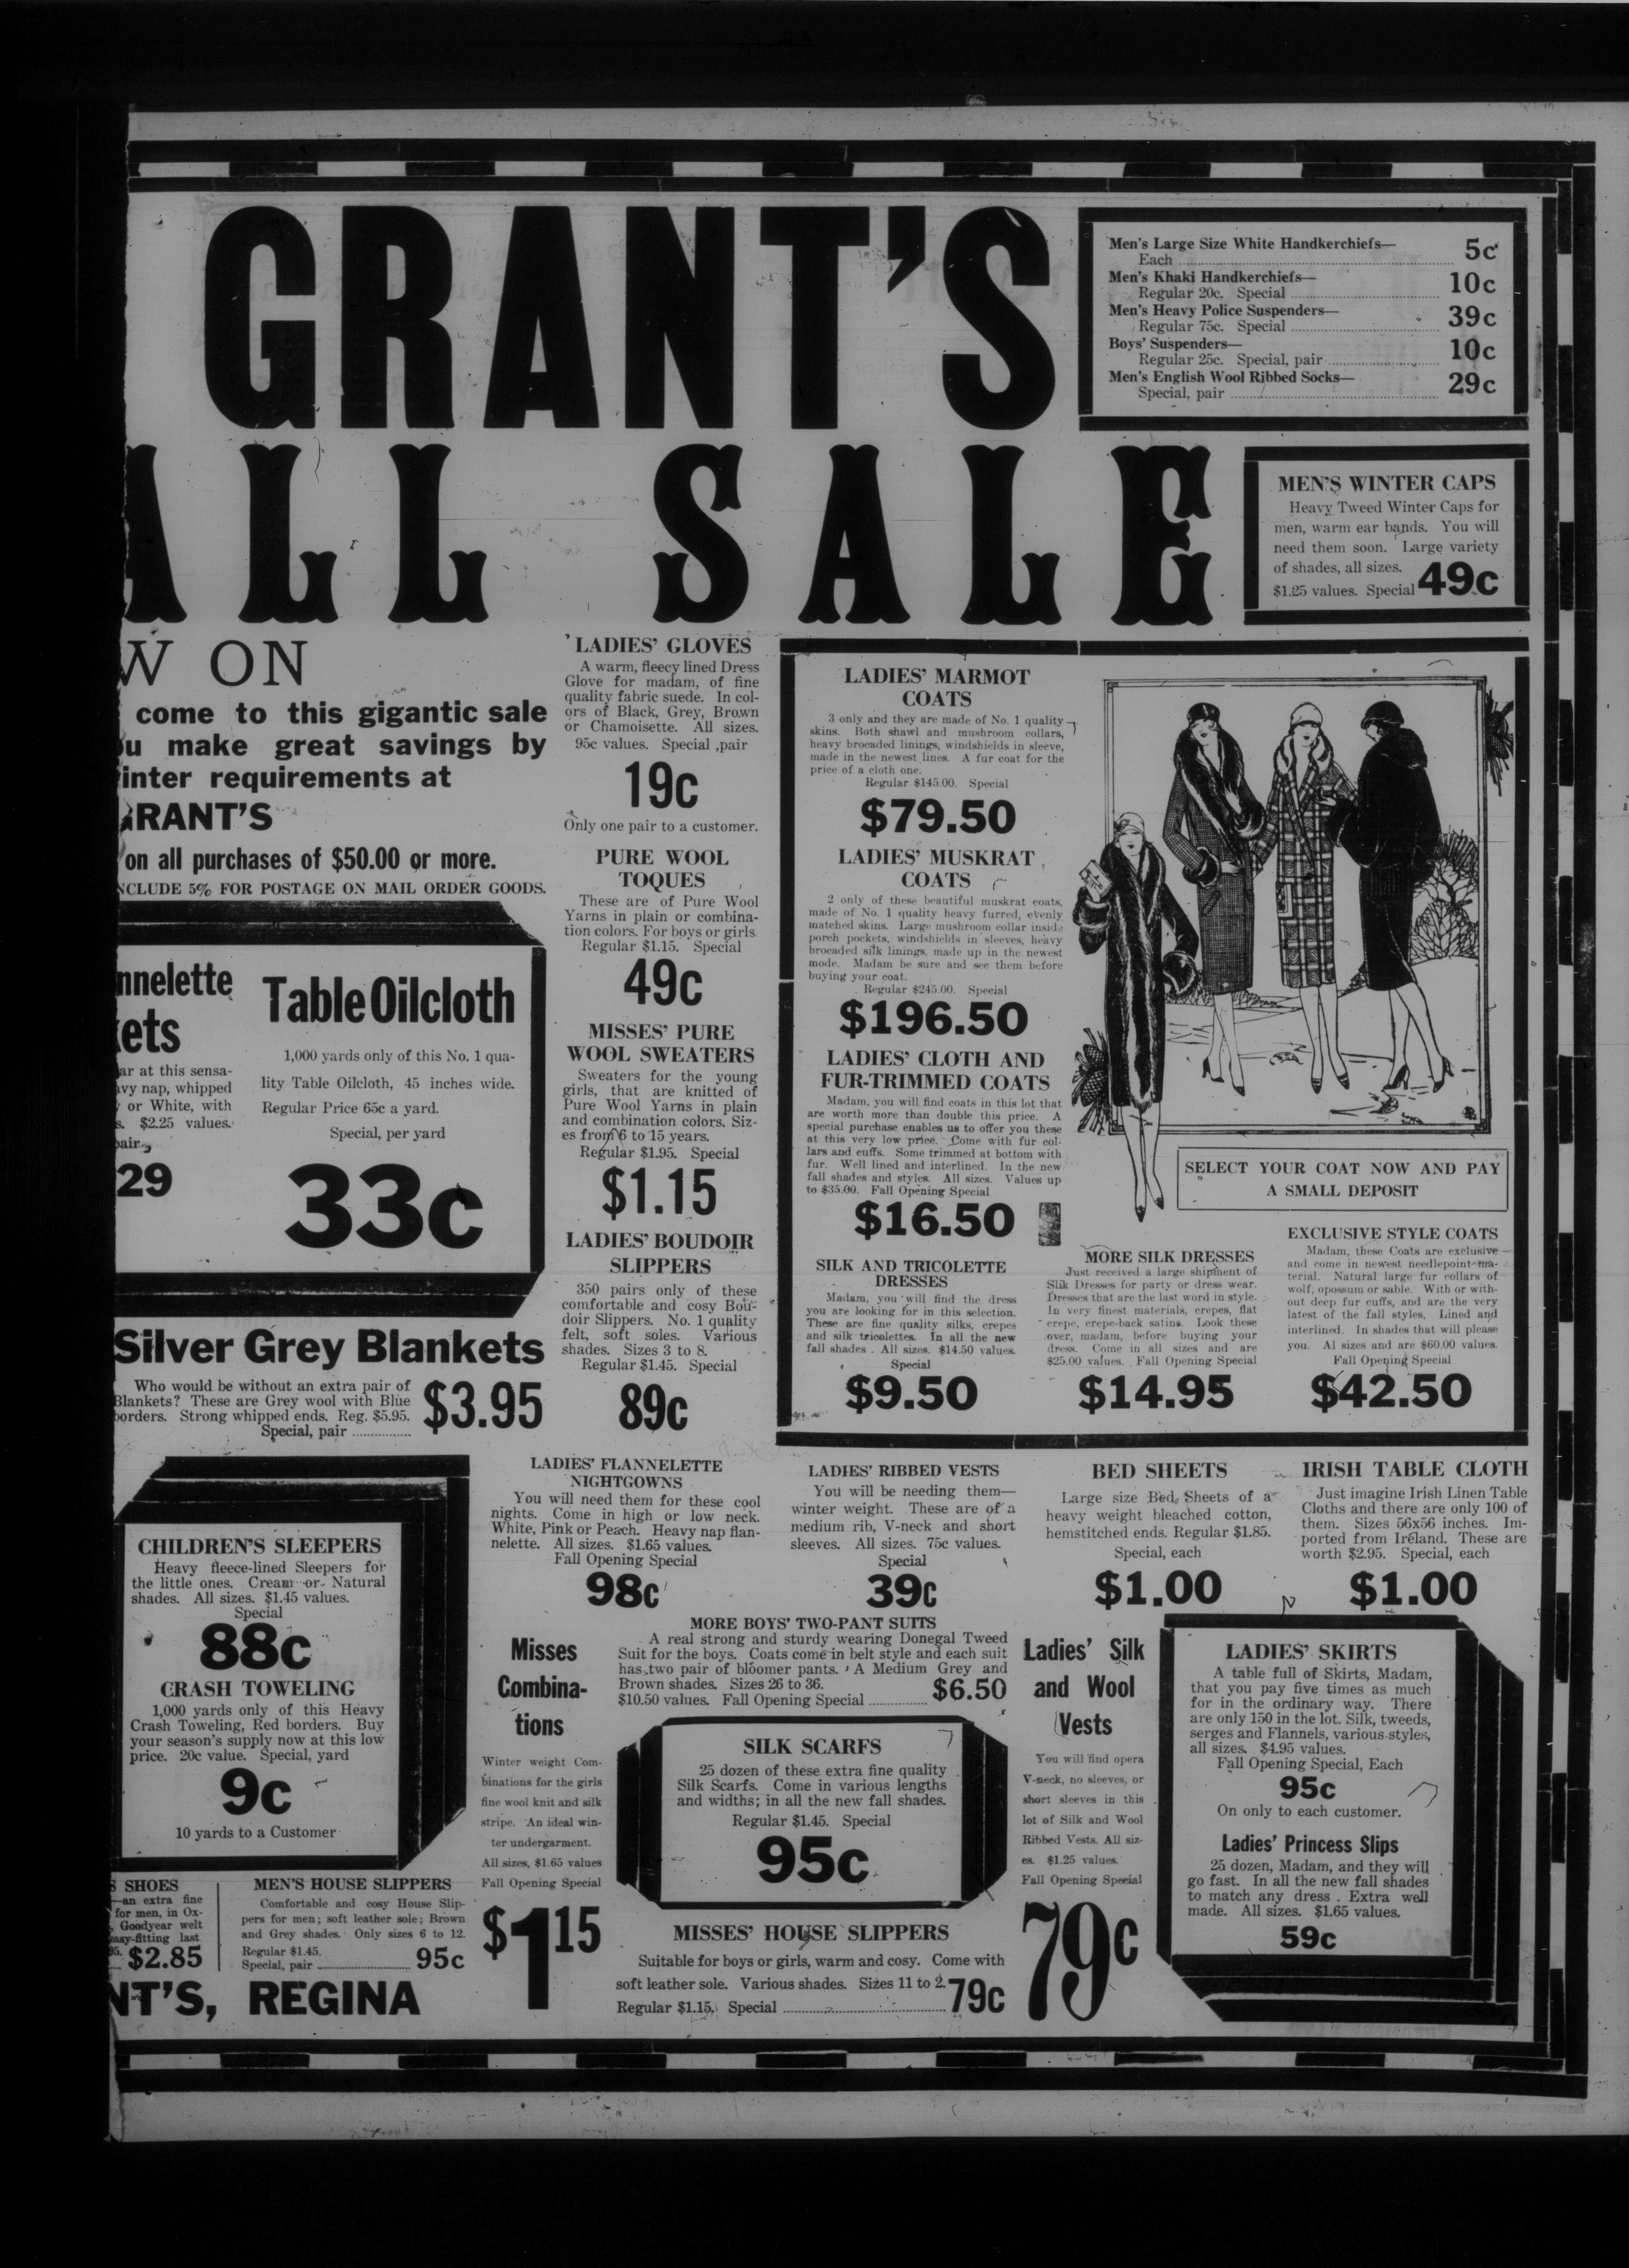 GRANT'S
Men's Large Size White Handkerchiefs—
Each 5c
Men's Khaki Handkerchiefs—
Regular 20c. Special 10c
Men's Heavy Police Suspenders—
Regular 75c. Special 39c
Boys' Suspenders—
Regular 25c. Special, pair 10c
Men's English Wool Ribbed Socks—
Special, pair 29c
ALL SALE
MEN'S WINTER CAPS
Heavy Tweed Winter Caps for
men, warm ear bands. You will
need them soon. Large variety
of shades, all sizes.
$1.25 values. Special 49c
W ON
come to this gigantic sale
u make great savings by
inter requirements at
GRANT'S
on all purchases of $50.00 or more.
NCLUDE 5% FOR POSTAGE ON MAIL ORDER GOODS.
nnelette
kets
ar at this sensa-
avy nap, whipped
or White, with
s. $2.25 values.
pair
29
Table Oilcloth
1,000 yards only of this No. 1 qua-
lity Table Oilcloth, 45 inches wide.
Regular Price 65c a yard.
Special, per yard
33c
Silver Grey Blankets
Who would be without an extra pair of
Blankets? These are Grey wool with Blue
borders. Strong whipped ends. Reg. $5.95.
Special, pair $3.95
LADIES' GLOVES
A warm, fleecy lined Dress
Glove for madam, of fine
quality fabric suede. In col-
ors of Black, Grey, Brown
or Chamoisette. All sizes.
95c values. Special ,pair
19c
Only one pair to a customer.
PURE WOOL
TOQUES
These are of Pure Wool
Yarns in plain or combina-
tion colors. For boys or girls
Regular $1.15. Special
49c
MISSES' PURE
WOOL SWEATERS
Sweaters for the young
girls, that are knitted of
Pure Wool Yarns in plain
and combination colors. Siz-
es from 6 to 15 years.
Regular $1.95. Special
$1.15
LADIES' BOUDOIR
SLIPPERS
350 pairs only of these
comfortable and cosy Bou-
doir Slippers. No. 1 quality
felt, soft soles. Various
shades. Sizes 3 to 8.
Regular $1.45. Special
89c
LADIES' MARMOT
COATS
3 only and they are made of No. 1 quality
skins. Both shawl and mushroom collars,
heavy brocaded linings, windshields in sleeve,
made in the newest lines. A fur coat for the
price of a cloth one.
Regular $145.00. Special
$79.50
LADIES' MUSKRAT
COATS
2 only of these beautiful muskrat coats,
made of No. 1 quality heavy furred, evenly
matched skins. Large mushroom collar inside
porch pockets, windshields in sleeves, heavy
brocaded silk linings, made up in the newest
mode. Madam be sure and see them before
buying your coat.
Regular $245.00. Special
$196.50
LADIES' CLOTH AND
FUR-TRIMMED COATS
Madam, you will find coats in this lot that
are worth more than double this price. A
special purchase enables us to offer you these
at this very low price. Come with fur col-
lars and cuffs. Some trimmed at bottom with
fur. Well lined and interlined. In the new
fall shades and styles. All sizes. Values up
to $35.00. Fall Opening Special
$16.50
SELECT YOUR COAT NOW AND PAY
A SMALL DEPOSIT
SILK AND TRICOLETTE
DRESSES
Madam, you will find the dress
you are looking for in this selection.
These are fine quality silks, crepes
and silk tricolettes. In all the new
fall shades . All sizes. $14.50 values.
Special
$9.50
MORE SILK DRESSES
Just received a large shipment of
Slik Dresses for party or dress wear.
Dresses that are the last word in style.
In very finest materials, crepes, flat
crepe, crepe-back satins. Look these
over, madam, before buying your
dress. Come in all sizes and are
$25.00 values. Fall Opening Special
$14.95
EXCLUSIVE STYLE COATS
Madam, these Coats are exclusive
and come in newest needlepoint ma-
terial. Natural large fur collars of
wolf, opossum or sable. With or with-
out deep fur cuffs, and are the very
latest of the fall styles. Lined and
interlined. In shades that will please
you. Al sizes and are $60.00 values.
Fall Opening Special
$42.50
CHILDREN'S SLEEPERS
Heavy fleece-lined Sleepers for
the little ones. Cream or Natural
shades. All sizes. $1.45 values.
Special
88c
CRASH TOWELING
1,000 yards only of this Heavy
Crash Toweling, Red borders. Buy
your season's supply now at this low
price. 20c value. Special, yard
9c
10 yards to a Customer
LADIES' FLANNELETTE
NIGHTGOWNS
You will need them for these cool
nights. Come in high or low neck.
White, Pink or Peach. Heavy nap flan-
nelette. All sizes. $1.65 values.
Fall Opening Special
98c
LADIES' RIBBED VESTS
You will be needing them—
winter weight. These are of a
medium rib, V-neck and short
sleeves. All sizes. 75c values.
Special
39c
BED SHEETS
Large size Bed Sheets of a
heavy weight bleached cotton,
hemstitched ends. Regular $1.85.
Special, each
$1.00
IRISH TABLE CLOTH
Just imagine Irish Linen Table
Cloths and there are only 100 of
them. Sizes 56x56 inches. Im-
ported from Ireland. These are
worth $2.95. Special, each
$1.00
Misses
Combina-
tions
Winter weight Com-
binations for the girls
fine wool knit and silk
stripe. An ideal win-
ter undergarment.
All sizes, $1.65 values
Fall Opening Special
$1 15
MORE BOYS' TWO-PANT SUITS
A real strong and sturdy wearing Donegal Tweed
Suit for the boys. Coats come in belt style and each suit
has two pair of bloomer pants. A Medium Grey and
Brown shades. Sizes 26 to 36.
$10.50 values. Fall Opening Special $6.50
SILK SCARFS
25 dozen of these extra fine quality
Silk Scarfs. Come in various lengths
and widths; in all the new fall shades.
Regular $1.45. Special
95c
MISSES' HOUSE SLIPPERS
Suitable for boys or girls, warm and cosy. Come with
soft leather sole. Various shades. Sizes 11 to 2.
Regular $1.15. Special 79c
Ladies' Silk
and Wool
Vests
You will find opera
V-neck, no sleeves, or
short sleeves in this
lot of Silk and Wool
Ribbed Vests. All siz-
es. $1.25 values.
Fall Opening Special
79c
LADIES' SKIRTS
A table full of Skirts, Madam,
that you pay five times as much
for in the ordinary way. There
are only 150 in the lot. Silk, tweeds,
serges and Flannels, various styles,
all sizes. $4.95 values.
Fall Opening Special, Each
95c
On only to each customer.
Ladies' Princess Slips
25 dozen, Madam, and they will
go fast. In all the new fall shades
to match any dress . Extra well
made. All sizes. $1.65 values.
59c
S SHOES
—an extra fine
for men, in Ox-
Goodyear welt
easy-fitting last
95. $2.85
MEN'S HOUSE SLIPPERS
Comfortable and cosy House Slip-
pers for men; soft leather sole; Brown
and Grey shades. Only sizes 6 to 12.
Regular $1.45.
Special, pair 95c
NT'S, REGINA